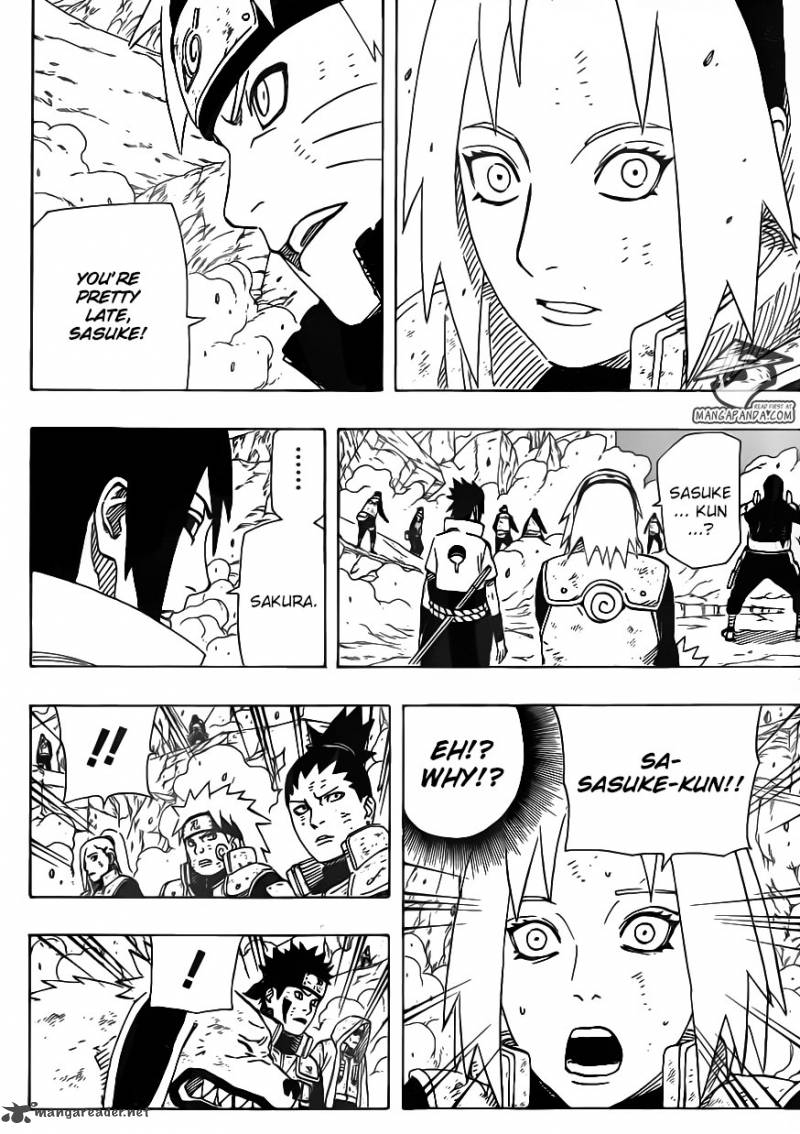 YOU'RE
PRETTY
LATE,
SASUKE!
READ FIRST AT
MANGAPANDA.COM
SASUKE
... KUN
...?
.......
SAKURA.
SA-
SASUKE-KUN!!
EH!?
WHY!?
!!
!
mangareader.net